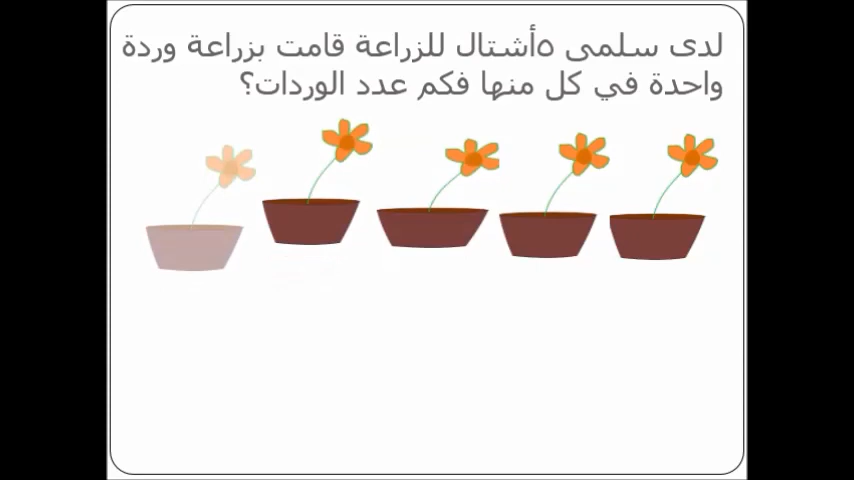 لدى سلمى ٥أشتال للزراعة قامت بزراعة وردة
واحدة في كل منها فكم عدد الوردات؟